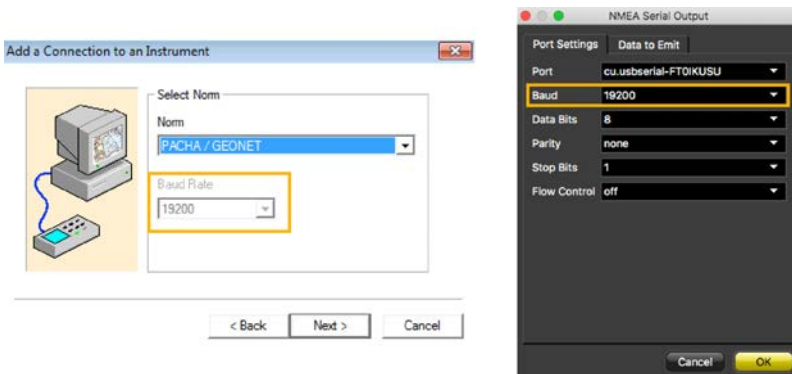 Add a Connection to an Instrument
Select Norm
Norm
PACHA / GEONET
Baud Rate
19200
< Back
Next >
Cancel
NMEA Serial Output
Port Settings
Data to Emit
Port
cu.usbserial-FT0IKUSU
Baud
19200
Data Bits
8
Parity
none
Stop Bits
1
Flow Control
off
Cancel
OK